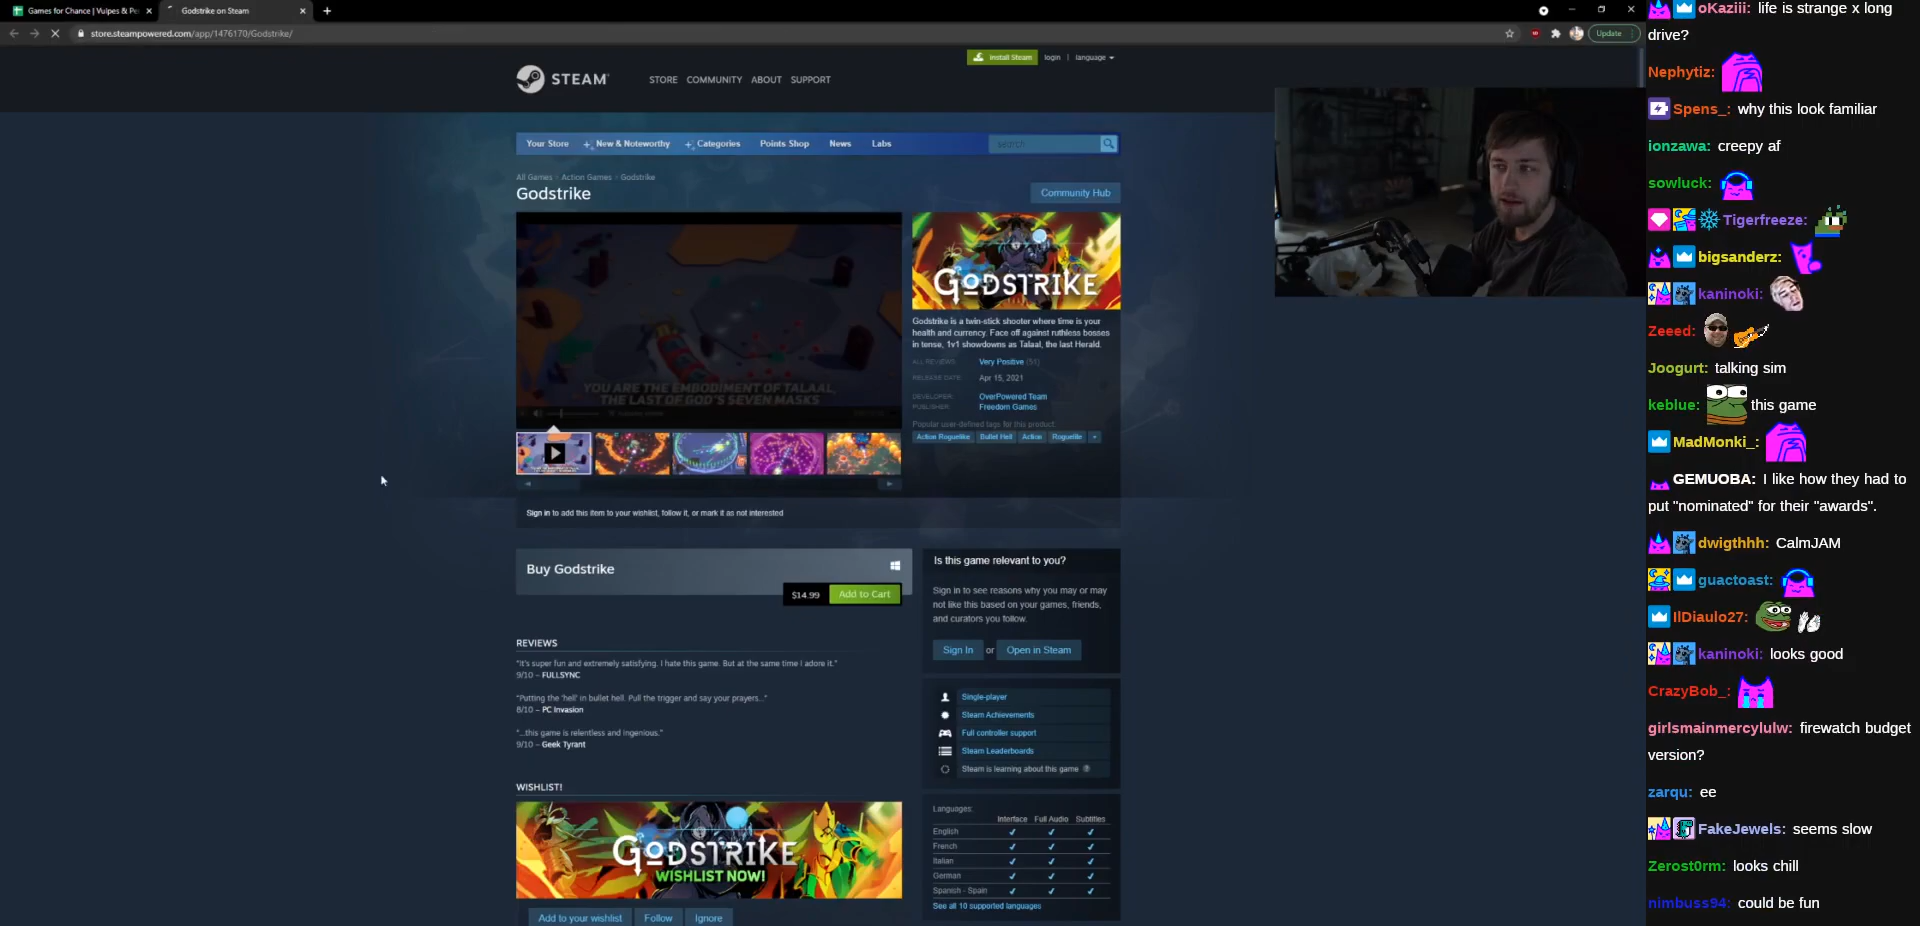 Games for Chance | Vulpes & Po
Godstrike on Steam
store.steampowered.com/app/1476170/Godstrike/
Update
Install Steam
login | language
STEAM
STORE COMMUNITY ABOUT SUPPORT
Your Store New & Noteworthy Categories Points Shop News Labs
search
All Games > Action Games > Godstrike
Godstrike
Community Hub
YOU ARE THE EMBODIMENT OF TALAAL,
THE LAST OF GOD'S SEVEN MASKS
GODSTRIKE
Godstrike is a twin-stick shooter where time is your
health and currency. Face off against ruthless bosses
in tense, 1v1 showdowns as Talaal, the last Herald.
ALL REVIEWS: Very Positive (51)
RELEASE DATE: Apr 15, 2021
DEVELOPER: OverPowered Team
PUBLISHER: Freedom Games
Popular user-defined tags for this product:
Action Roguelike Bullet Hell Action Roguelite +
Sign in to add this item to your wishlist, follow it, or mark it as not interested
Buy Godstrike
$14.99 Add to Cart
REVIEWS
"It's super fun and extremely satisfying. I hate this game. But at the same time I adore it."
9/10 – FULLSYNC
"Putting the 'hell' in bullet hell. Pull the trigger and say your prayers..."
8/10 – PC Invasion
"...this game is relentless and ingenious."
9/10 – Geek Tyrant
WISHLIST!
GODSTRIKE
WISHLIST NOW!
Add to your wishlist Follow Ignore
Is this game relevant to you?
Sign in to see reasons why you may or may
not like this based on your games, friends,
and curators you follow.
Sign In or Open in Steam
Single-player
Steam Achievements
Full controller support
Steam Leaderboards
Steam is learning about this game ?
Languages:
Interface Full Audio Subtitles
English ✔ ✔ ✔
French ✔ ✔ ✔
Italian ✔ ✔ ✔
German ✔ ✔ ✔
Spanish - Spain ✔ ✔ ✔
See all 10 supported languages
oKaziii: life is strange x long
drive?
Nephytiz:
Spens_: why this look familiar
ionzawa: creepy af
sowluck:
Tigerfreeze:
bigsanderz:
kaninoki:
Zeeed:
Joogurt: talking sim
keblue: this game
MadMonki_:
GEMUOBA: I like how they had to
put "nominated" for their "awards".
dwigthhh: CalmJAM
guactoast:
IlDiaulo27:
kaninoki: looks good
CrazyBob_:
girlsmainmercylulw: firewatch budget
version?
zarqu: ee
FakeJewels: seems slow
Zerost0rm: looks chill
nimbuss94: could be fun